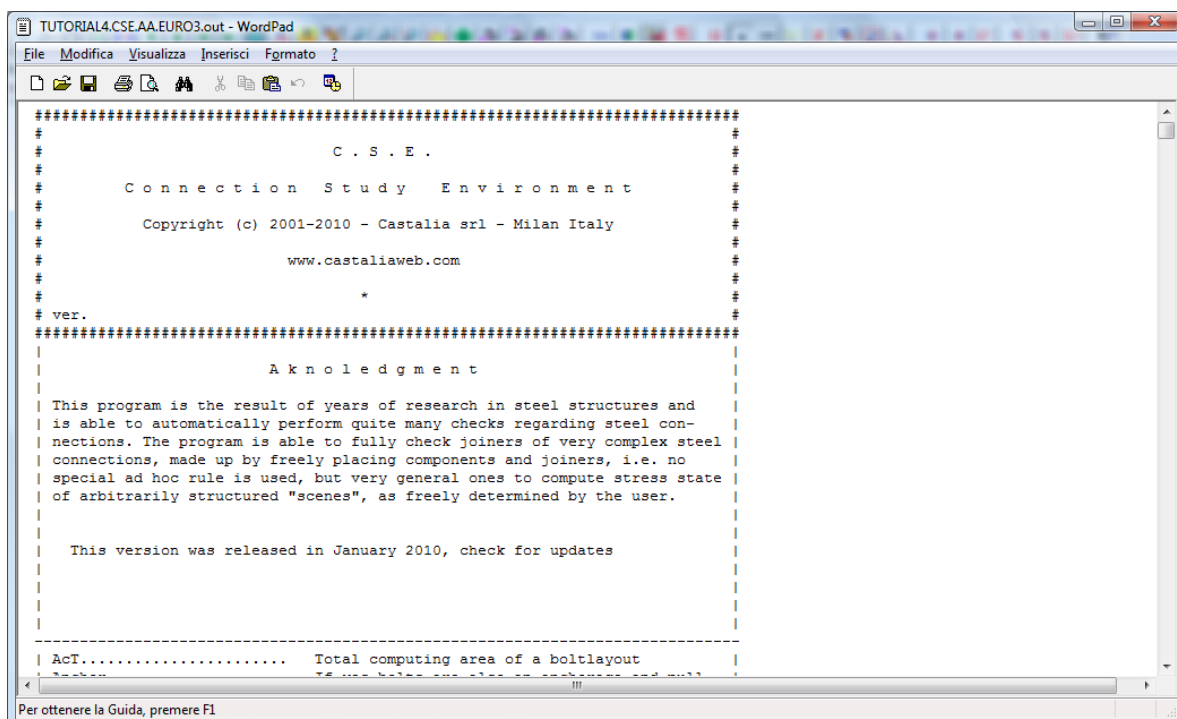 TUTORIAL4.CSE.AA.EURO3.out - WordPad
File Modifica Visualizza Inserisci Formato ?
##############################################################################
# #
# C . S . E . #
# #
# C o n n e c t i o n S t u d y E n v i r o n m e n t #
# #
# Copyright (c) 2001-2010 - Castalia srl - Milan Italy #
# #
# www.castaliaweb.com #
# #
# * #
# ver. #
##############################################################################
| |
| A k n o l e d g m e n t |
| |
| This program is the result of years of research in steel structures and |
| is able to automatically perform quite many checks regarding steel con- |
| nections. The program is able to fully check joiners of very complex steel |
| connections, made up by freely placing components and joiners, i.e. no |
| special ad hoc rule is used, but very general ones to compute stress state |
| of arbitrarily structured "scenes", as freely determined by the user. |
| |
| |
| This version was released in January 2010, check for updates |
| |
| |
| |
| |
------------------------------------------------------------------------------
| AcT....................... Total computing area of a boltlayout |
Per ottenere la Guida, premere F1